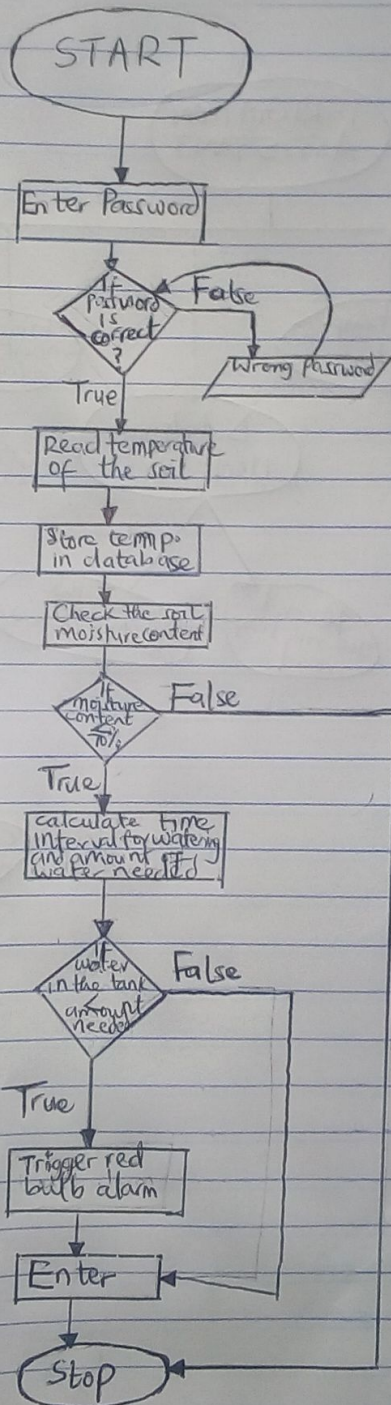 START
Enter Password
If
password
is
correct
?
False
Wrong Password
True
Read temperature
of the soil
Store temp.
in database
Check the soil
moisture content
If
moisture
content
≤
70%
False
True
calculate time
interval for watering
and amount of
water needed
If
water
in the tank
<
amount
needed
False
True
Trigger red
bulb alarm
Enter
Stop